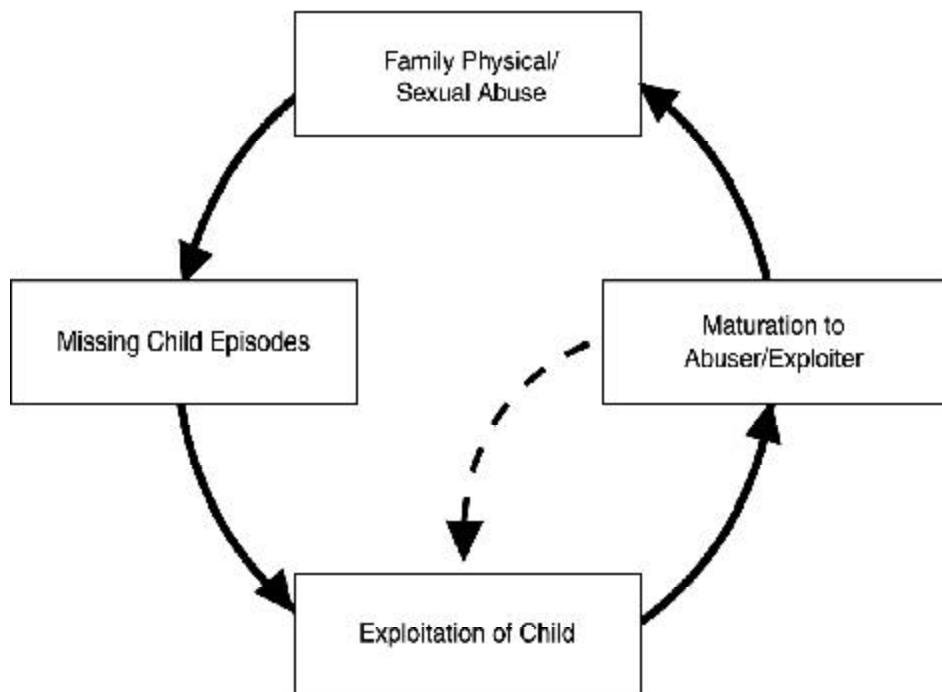 Family Physical/
Sexual Abuse
Missing Child Episodes
Maturation to
Abuser/Exploiter
Exploitation of Child